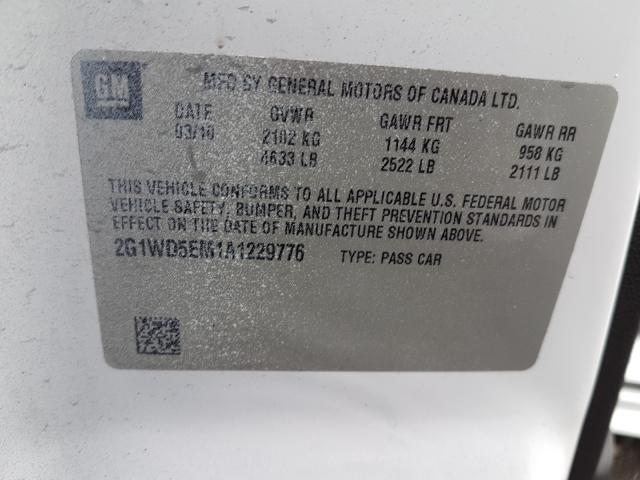 GM
MFD BY GENERAL MOTORS OF CANADA LTD.
DATE GVWR GAWR FRT GAWR RR
03/10 2102 KG 1144 KG 958 KG
4633 LB 2522 LB 2111 LB
THIS VEHICLE CONFORMS TO ALL APPLICABLE U.S. FEDERAL MOTOR
VEHICLE SAFETY, BUMPER, AND THEFT PREVENTION STANDARDS IN
EFFECT ON THE DATE OF MANUFACTURE SHOWN ABOVE.
2G1WD5EM1A1229776 TYPE: PASS CAR